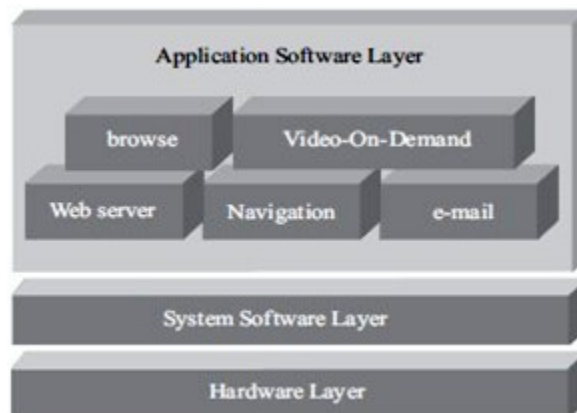 Application Software Layer
browse
Video-On-Demand
Web server
Navigation
e-mail
System Software Layer
Hardware Layer